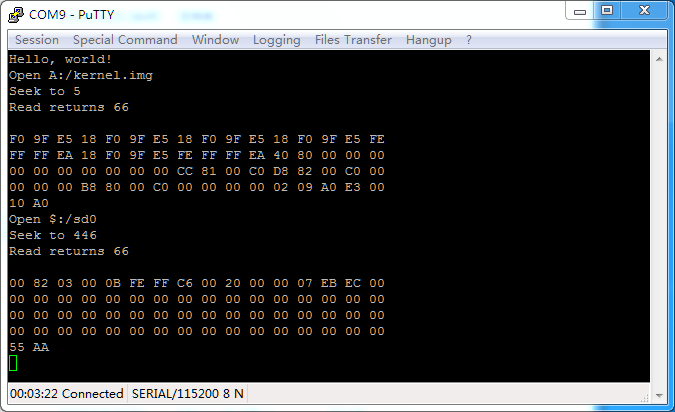 COM9 - PuTTY
Session Special Command Window Logging Files Transfer Hangup ?
Hello, world!
Open A:/kernel.img
Seek to 5
Read returns 66
F0 9F E5 18 F0 9F E5 18 F0 9F E5 18 F0 9F E5 FE
FF FF EA 18 F0 9F E5 FE FF FF EA 40 80 00 00 00
00 00 00 00 00 00 00 CC 81 00 C0 D8 82 00 C0 00
00 00 00 B8 80 00 C0 00 00 00 00 02 09 A0 E3 00
10 A0
Open $:/sd0
Seek to 446
Read returns 66
00 82 03 00 0B FE FF C6 00 20 00 00 07 EB EC 00
00 00 00 00 00 00 00 00 00 00 00 00 00 00 00 00
00 00 00 00 00 00 00 00 00 00 00 00 00 00 00 00
00 00 00 00 00 00 00 00 00 00 00 00 00 00 00 00
55 AA
00:03:22 Connected SERIAL/115200 8 N